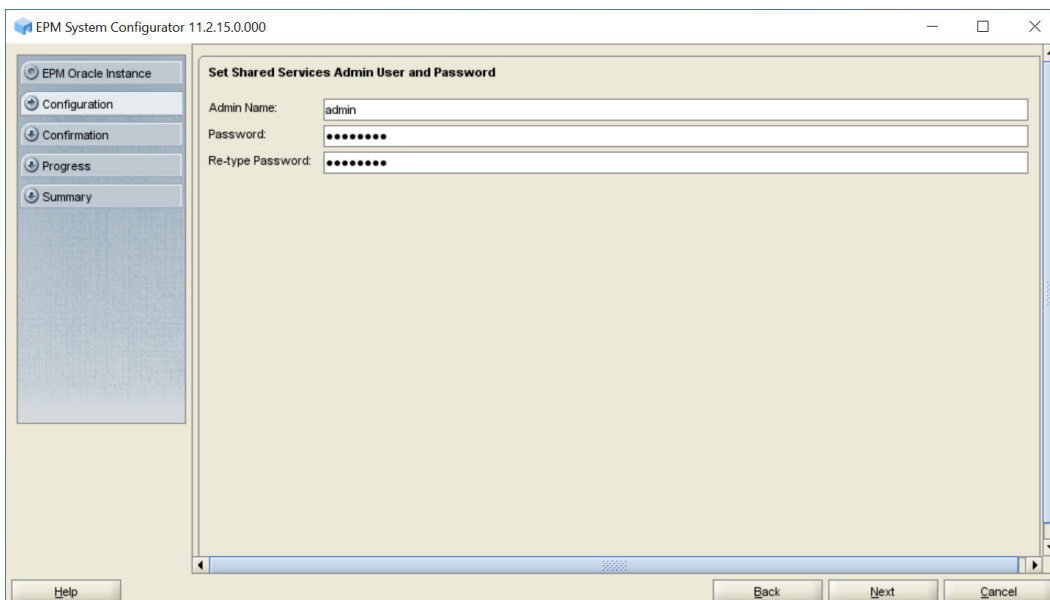 EPM System Configurator 11.2.15.0.000
EPM Oracle Instance
Configuration
Confirmation
Progress
Summary
Set Shared Services Admin User and Password
Admin Name: admin
Password: ●●●●●●●●
Re-type Password: ●●●●●●●●
Help Back Next Cancel